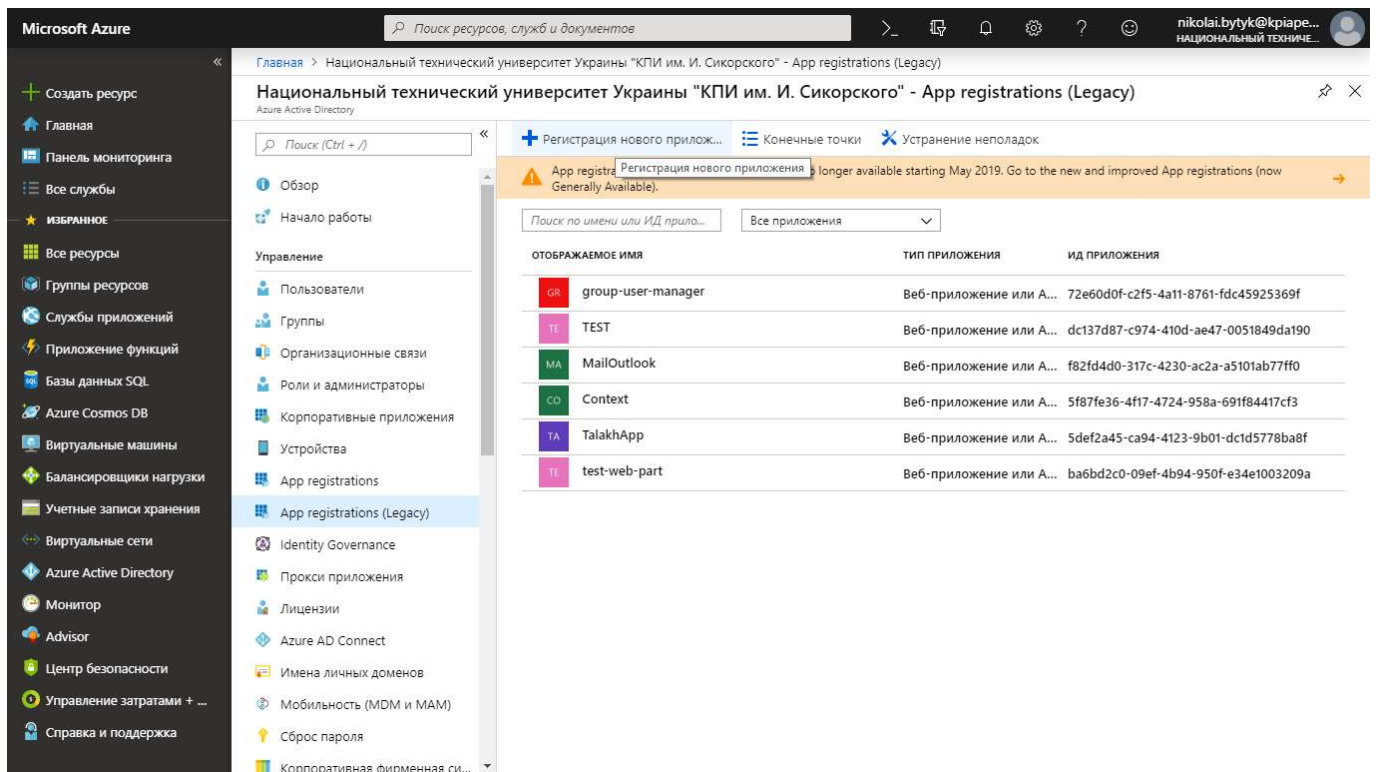 Microsoft Azure
Поиск ресурсов, служб и документов
nikolai.bytyk@kpiape...
НАЦИОНАЛЬНЫЙ ТЕХНИЧЕ...
Создать ресурс
Главная
Панель мониторинга
Все службы
ИЗБРАННОЕ
Все ресурсы
Группы ресурсов
Службы приложений
Приложение функций
Базы данных SQL
Azure Cosmos DB
Виртуальные машины
Балансировщики нагрузки
Учетные записи хранения
Виртуальные сети
Azure Active Directory
Монитор
Advisor
Центр безопасности
Управление затратами + ...
Справка и поддержка
Главная > Национальный технический университет Украины "КПИ им. И. Сикорского" - App registrations (Legacy)
Национальный технический университет Украины "КПИ им. И. Сикорского" - App registrations (Legacy)
Azure Active Directory
Поиск (Ctrl + /)
Обзор
Начало работы
Управление
Пользователи
Группы
Организационные связи
Роли и администраторы
Корпоративные приложения
Устройства
App registrations
App registrations (Legacy)
Identity Governance
Прокси приложения
Лицензии
Azure AD Connect
Имена личных доменов
Мобильность (MDM и MAM)
Сброс пароля
Корпоративная фирменная си...
Регистрация нового прилож... Конечные точки Устранение неполадок
App registra Регистрация нового приложения longer available starting May 2019. Go to the new and improved App registrations (now
Generally Available).
Поиск по имени или ИД прило... Все приложения
ОТОБРАЖАЕМОЕ ИМЯ ТИП ПРИЛОЖЕНИЯ ИД ПРИЛОЖЕНИЯ
GR group-user-manager Веб-приложение или A... 72e60d0f-c2f5-4a11-8761-fdc45925369f
TE TEST Веб-приложение или A... dc137d87-c974-410d-ae47-0051849da190
MA MailOutlook Веб-приложение или A... f82fd4d0-317c-4230-ac2a-a5101ab77ff0
CO Context Веб-приложение или A... 5f87fe36-4f17-4724-958a-691f84417cf3
TA TalakhApp Веб-приложение или A... 5def2a45-ca94-4123-9b01-dc1d5778ba8f
TE test-web-part Веб-приложение или A... ba6bd2c0-09ef-4b94-950f-e34e1003209a